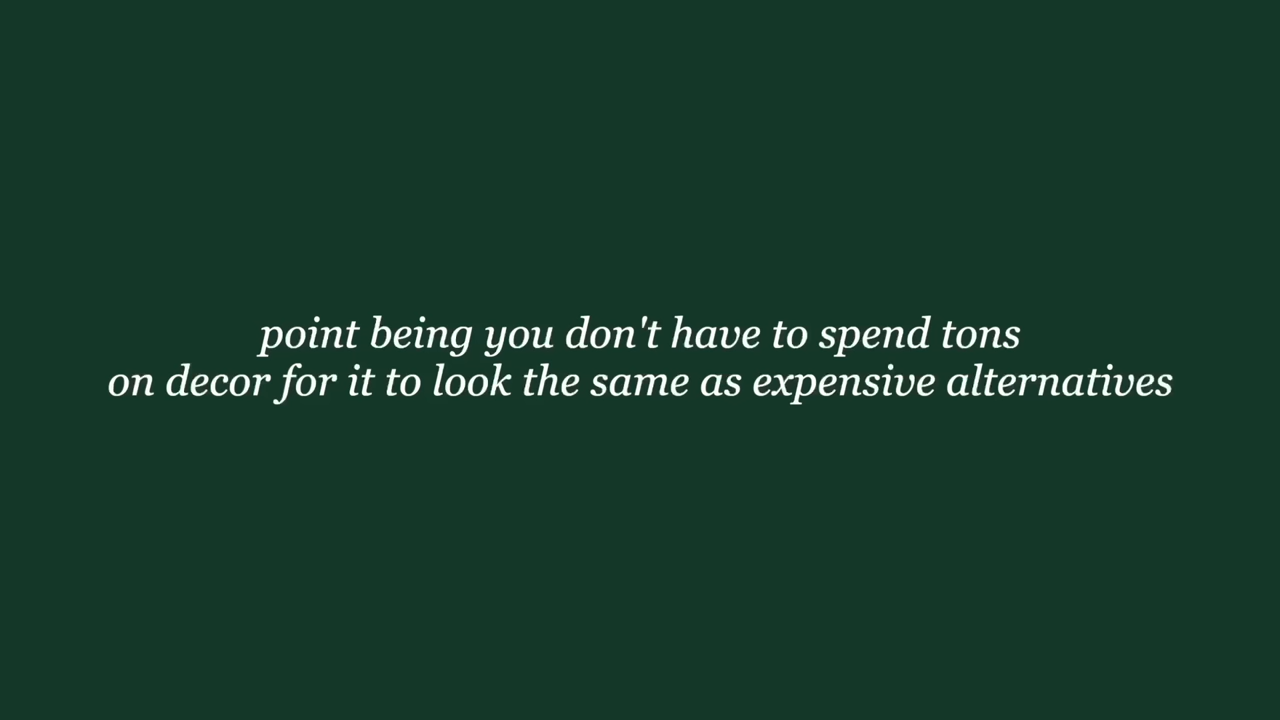 point being you don't have to spend tons
on decor for it to look the same as expensive alternatives